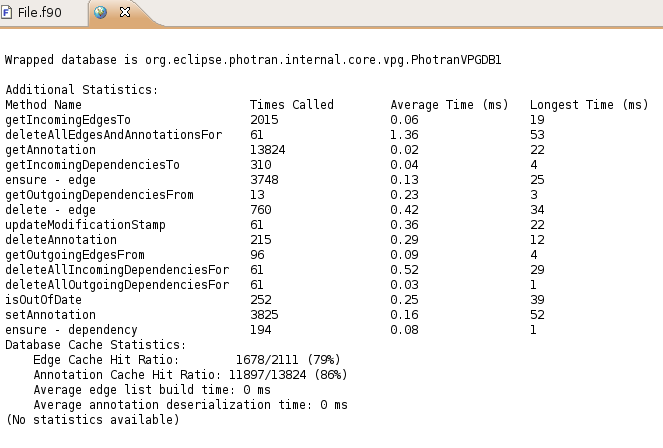 File.f90
Wrapped database is org.eclipse.photran.internal.core.vpg.PhotranVPGDB1
Additional Statistics:
Method Name Times Called Average Time (ms) Longest Time (ms)
getIncomingEdgesTo 2015 0.06 19
deleteAllEdgesAndAnnotationsFor 61 1.36 53
getAnnotation 13824 0.02 22
getIncomingDependenciesTo 310 0.04 4
ensure - edge 3748 0.13 25
getOutgoingDependenciesFrom 13 0.23 3
delete - edge 760 0.42 34
updateModificationStamp 61 0.36 22
deleteAnnotation 215 0.29 12
getOutgoingEdgesFrom 96 0.09 4
deleteAllIncomingDependenciesFor 61 0.52 29
deleteAllOutgoingDependenciesFor 61 0.03 1
isOutOfDate 252 0.25 39
setAnnotation 3825 0.16 52
ensure - dependency 194 0.08 1
Database Cache Statistics:
Edge Cache Hit Ratio: 1678/2111 (79%)
Annotation Cache Hit Ratio: 11897/13824 (86%)
Average edge list build time: 0 ms
Average annotation deserialization time: 0 ms
(No statistics available)